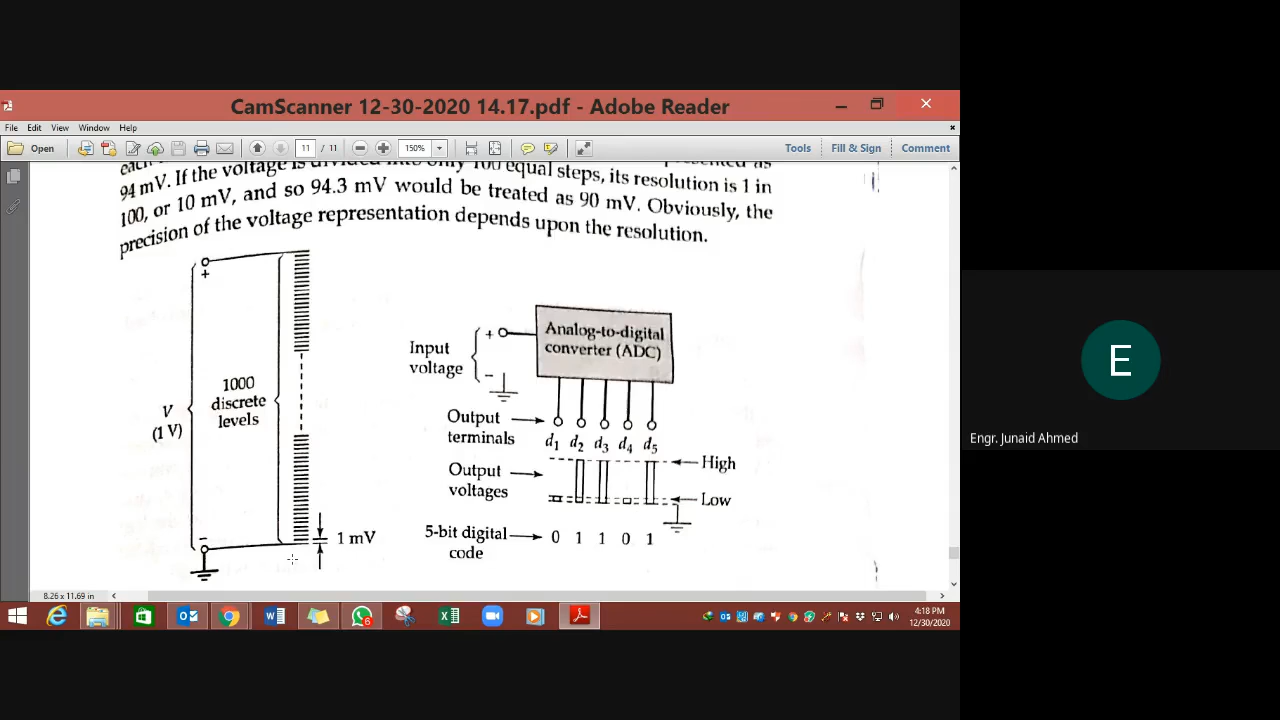 CamScanner 12-30-2020 14.17.pdf - Adobe Reader
File Edit View Window Help
Open 11 / 11 150% Tools Fill & Sign Comment
each
94 mV. If the voltage is divided into only 100 equal steps, its resolution is 1 in
100, or 10 mV, and so 94.3 mV would be treated as 90 mV. Obviously, the
precision of the voltage representation depends upon the resolution.
+
V
(1 V)
1000
discrete
levels
−
1 mV
Analog-to-digital
converter (ADC)
Input
voltage
+
−
Output
terminals
d1 d2 d3 d4 d5
Output
voltages
High
Low
5-bit digital
code
0 1 1 0 1
8.26 x 11.69 in
4:18 PM
12/30/2020
E
Engr. Junaid Ahmed